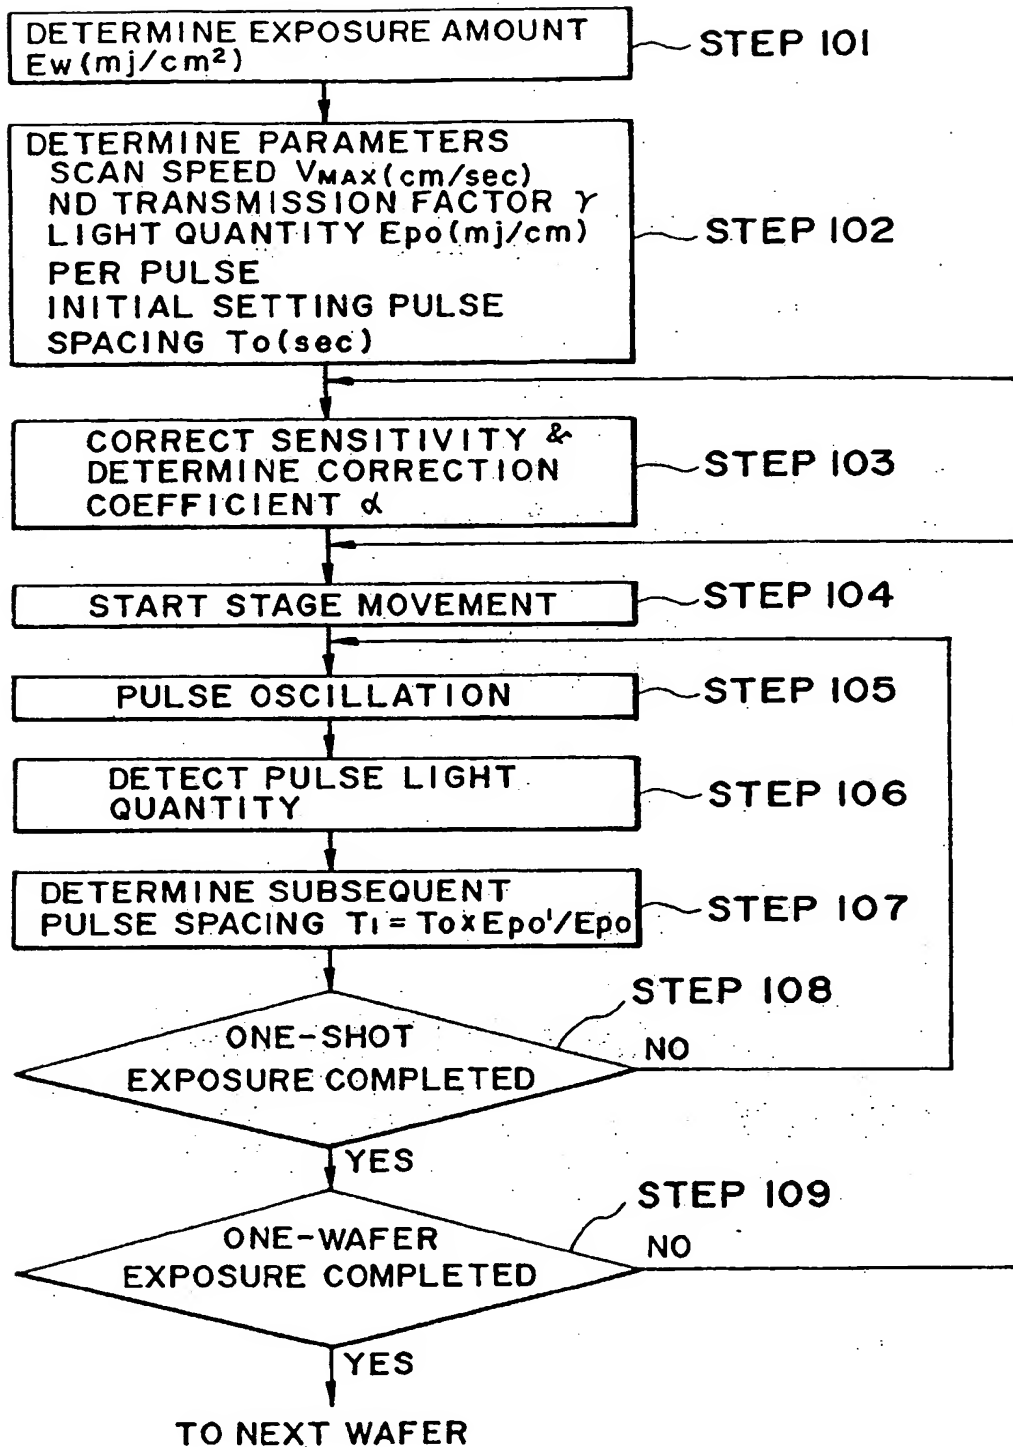 DETERMINE EXPOSURE AMOUNT
Ew (mj/cm²)
STEP 101
DETERMINE PARAMETERS
SCAN SPEED VMAX (cm/sec)
ND TRANSMISSION FACTOR γ
LIGHT QUANTITY Epo (mj/cm)
PER PULSE
INITIAL SETTING PULSE
SPACING To (sec)
STEP 102
CORRECT SENSITIVITY &
DETERMINE CORRECTION
COEFFICIENT α
STEP 103
START STAGE MOVEMENT
STEP 104
PULSE OSCILLATION
STEP 105
DETECT PULSE LIGHT
QUANTITY
STEP 106
DETERMINE SUBSEQUENT
PULSE SPACING T1 = To x Epo'/Epo
STEP 107
STEP 108
ONE-SHOT
EXPOSURE COMPLETED
NO
YES
STEP 109
ONE-WAFER
EXPOSURE COMPLETED
NO
YES
TO NEXT WAFER